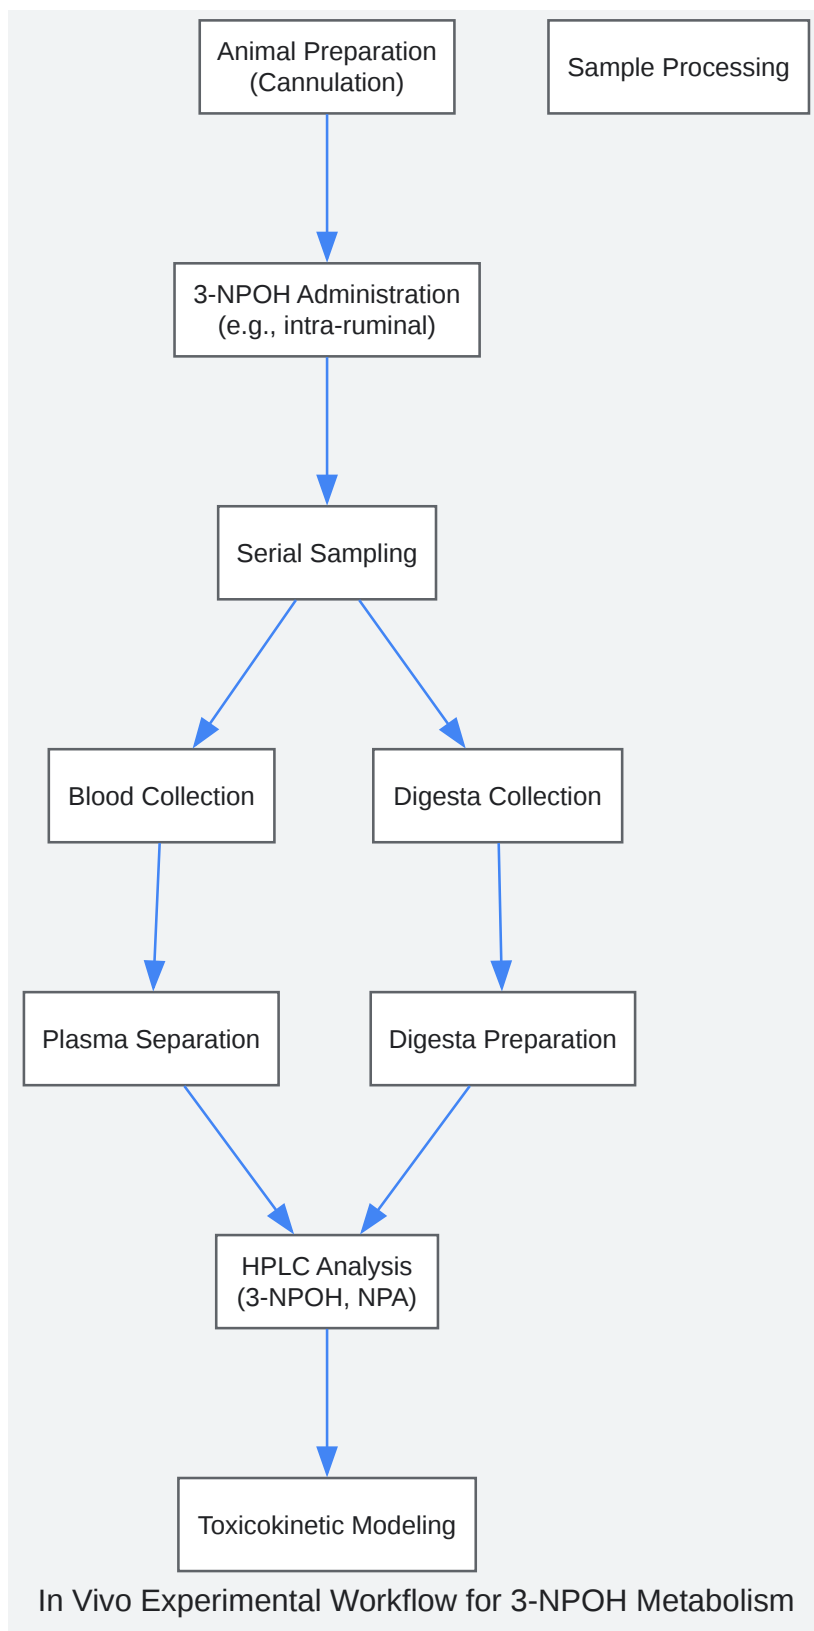 Animal Preparation
(Cannulation)
Sample Processing
3-NPOH Administration
(e.g., intra-ruminal)
Serial Sampling
Blood Collection
Digesta Collection
Plasma Separation
Digesta Preparation
HPLC Analysis
(3-NPOH, NPA)
Toxicokinetic Modeling
In Vivo Experimental Workflow for 3-NPOH Metabolism